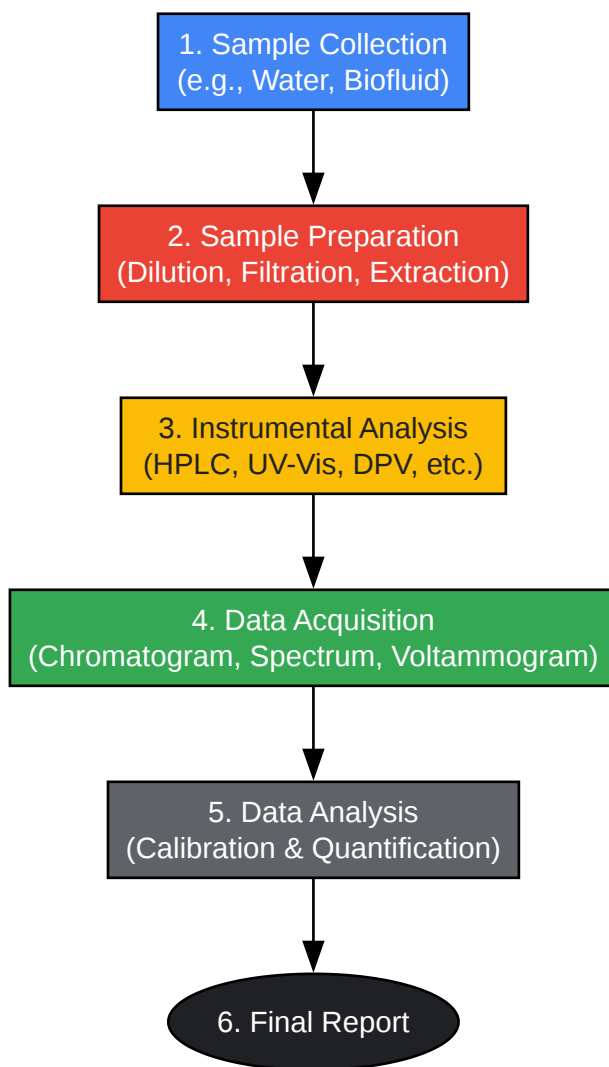 1. Sample Collection
(e.g., Water, Biofluid)
2. Sample Preparation
(Dilution, Filtration, Extraction)
3. Instrumental Analysis
(HPLC, UV-Vis, DPV, etc.)
4. Data Acquisition
(Chromatogram, Spectrum, Voltammogram)
5. Data Analysis
(Calibration & Quantification)
6. Final Report